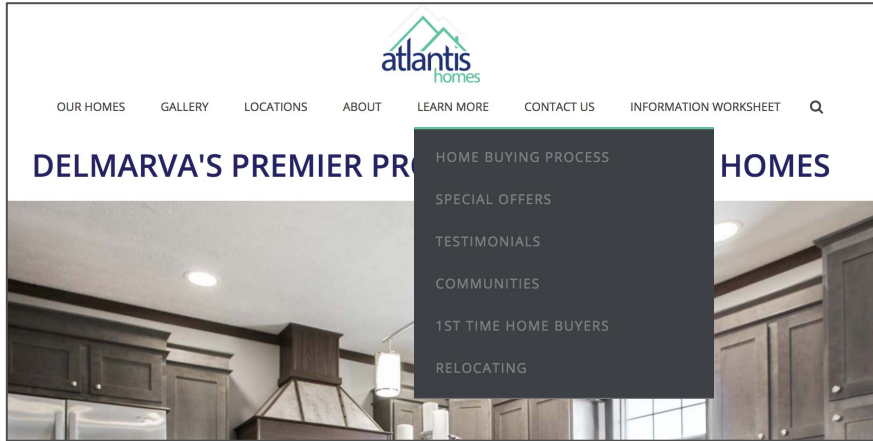 atlantis
homes
OUR HOMES GALLERY LOCATIONS ABOUT LEARN MORE CONTACT US INFORMATION WORKSHEET
DELMARVA'S PREMIER HOMES
HOME BUYING PROCESS
SPECIAL OFFERS
TESTIMONIALS
COMMUNITIES
1ST TIME HOME BUYERS
RELOCATING